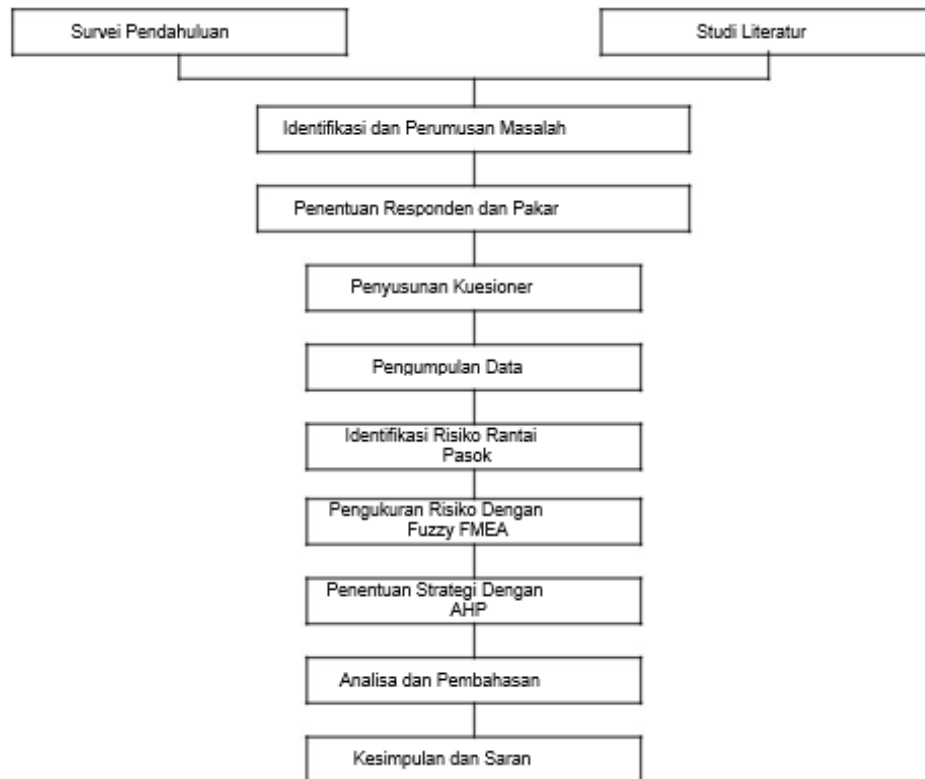 Survei Pendahuluan
Studi Literatur
Identifikasi dan Perumusan Masalah
Penentuan Responden dan Pakar
Penyusunan Kuesioner
Pengumpulan Data
Identifikasi Risiko Rantai
Pasok
Pengukuran Risiko Dengan
Fuzzy FMEA
Penentuan Strategi Dengan
AHP
Analisa dan Pembahasan
Kesimpulan dan Saran